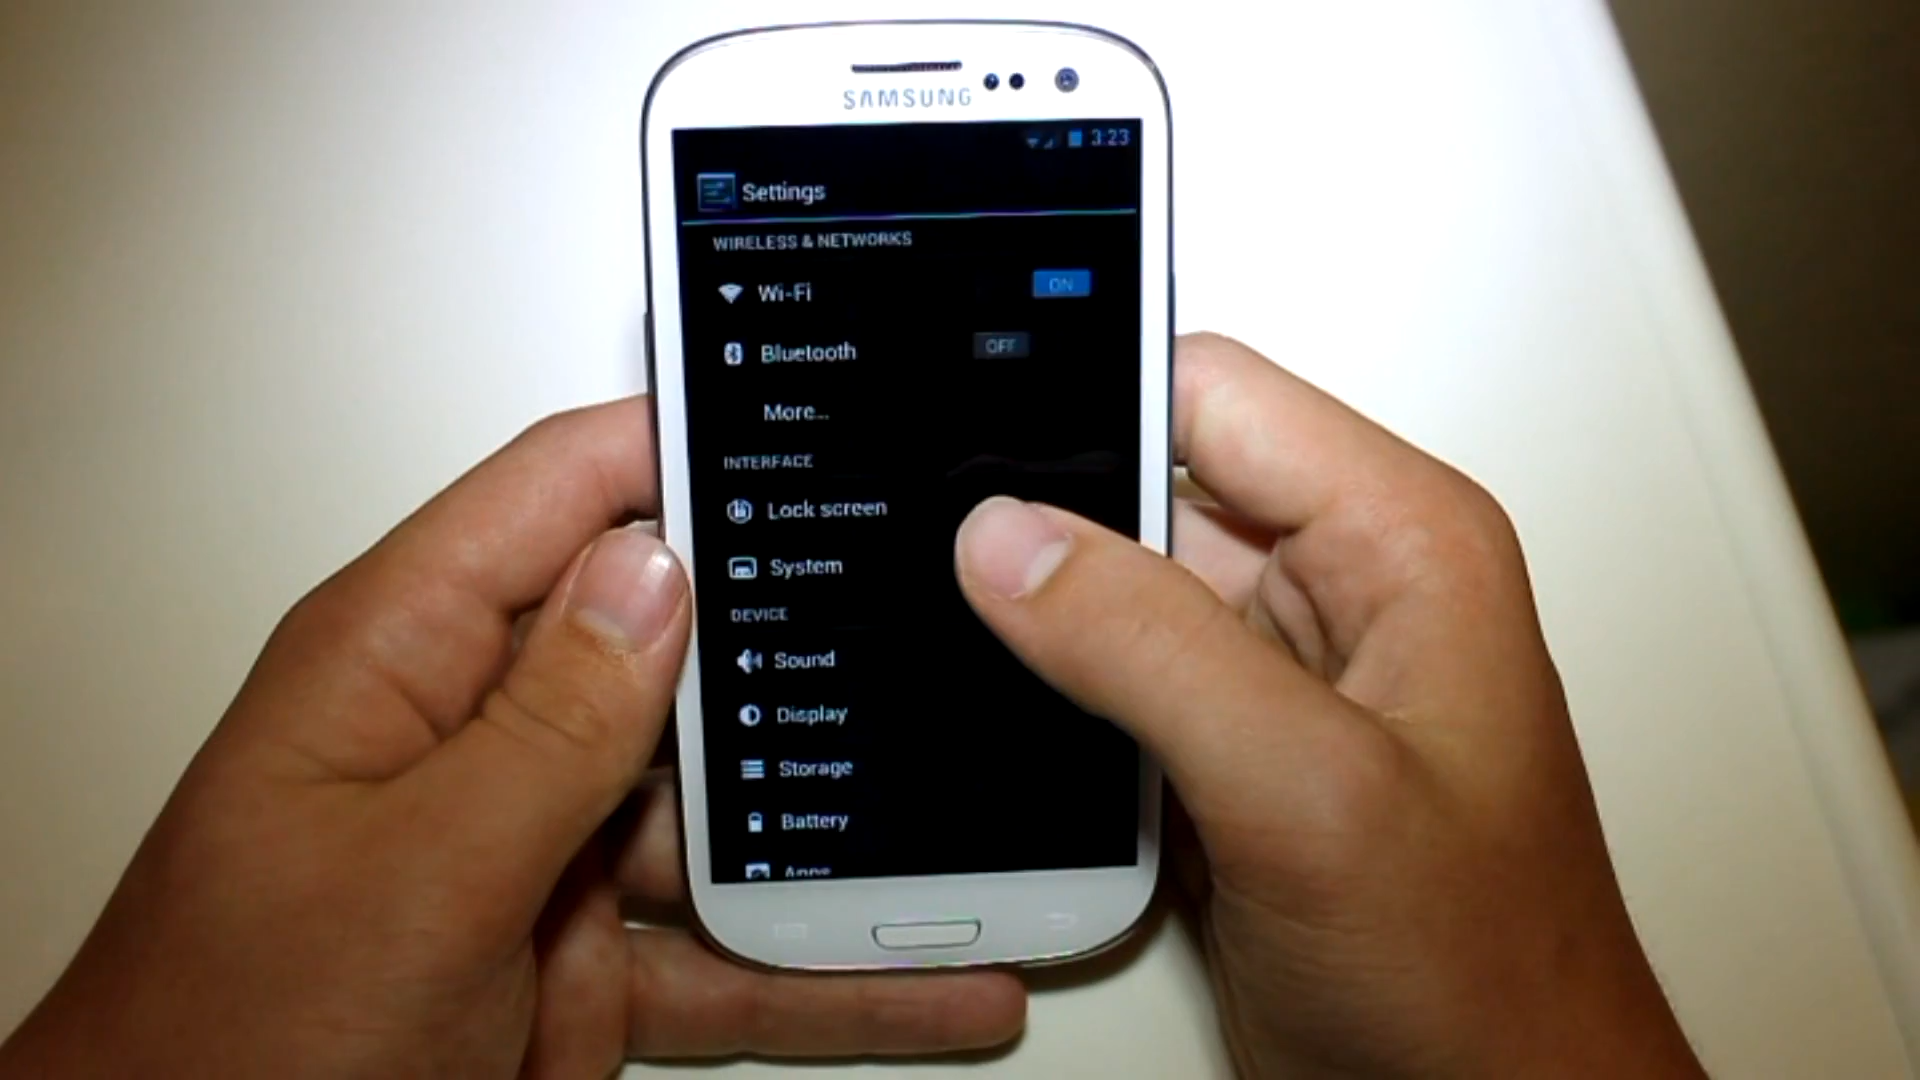 SAMSUNG
3:23
Settings
WIRELESS & NETWORKS
Wi-Fi ON
Bluetooth OFF
More...
INTERFACE
Lock screen
System
DEVICE
Sound
Display
Storage
Battery
Apps